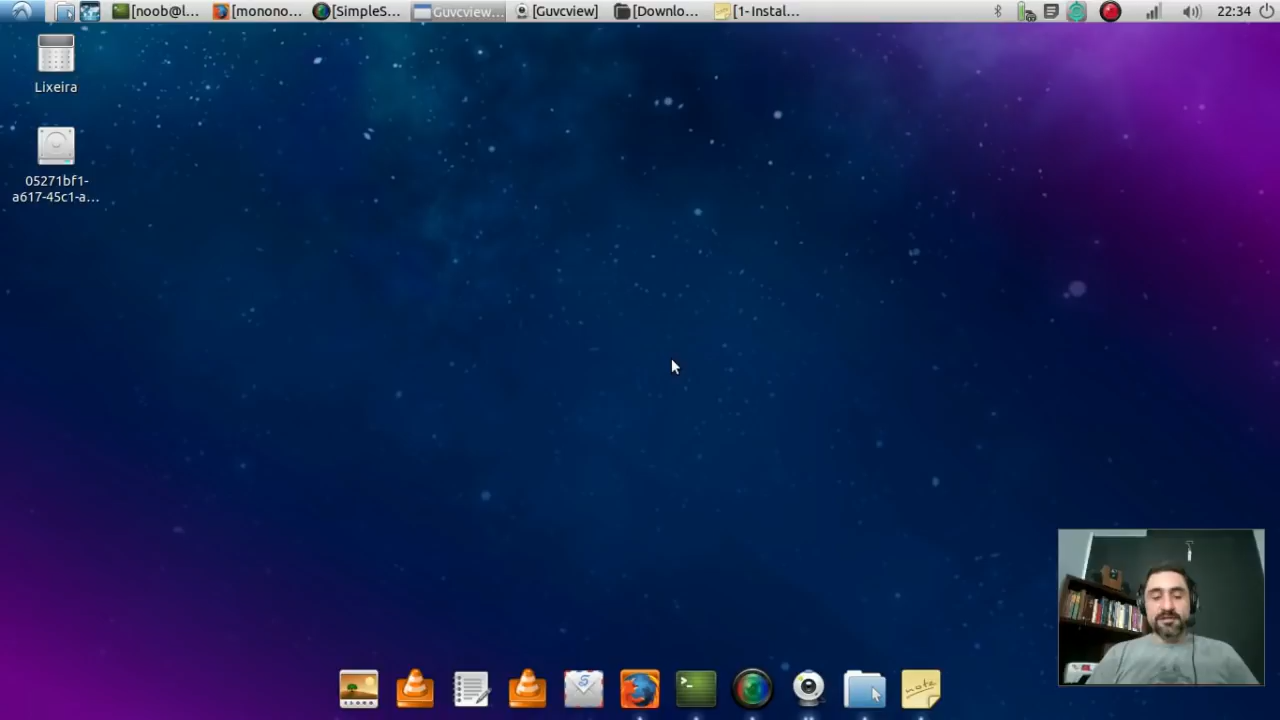 [noob@l...
[monono...
[SimpleS...
Guvcview...
[Guvcview]
[Downlo...
[1-Instal...
22:34
Lixeira
05271bf1-
a617-45c1-a...
note